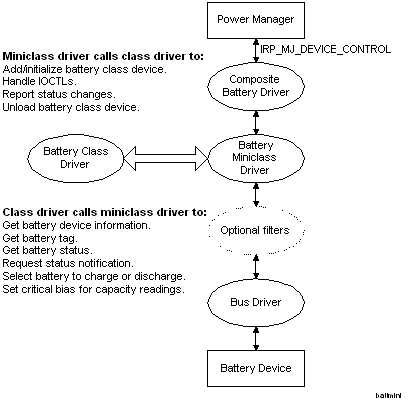 Power Manager
IRP_MJ_DEVICE_CONTROL
Miniclass driver calls class driver to:
Add/initialize battery class device.
Handle IOCTLs.
Report status changes.
Unload battery class device.
Composite
Battery Driver
Battery Class
Driver
Battery
Miniclass
Driver
Class driver calls miniclass driver to:
Get battery device information.
Get battery tag.
Get battery status.
Request status notification.
Select battery to charge or discharge.
Set critical bias for capacity readings.
Optional filters
Bus Driver
Battery Device
batmini